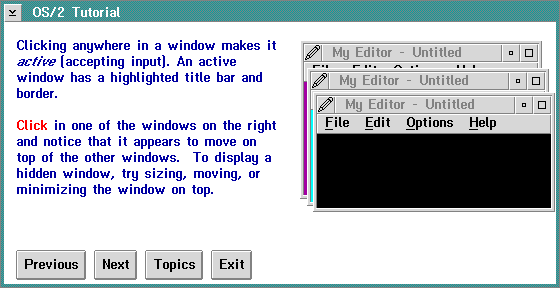 OS/2 Tutorial
Clicking anywhere in a window makes it
active (accepting input). An active
window has a highlighted title bar and
border.
Click in one of the windows on the right
and notice that it appears to move on
top of the other windows. To display a
hidden window, try sizing, moving, or
minimizing the window on top.
My Editor - Untitled
My Editor - Untitled
My Editor - Untitled
File Edit Options Help
Previous Next Topics Exit